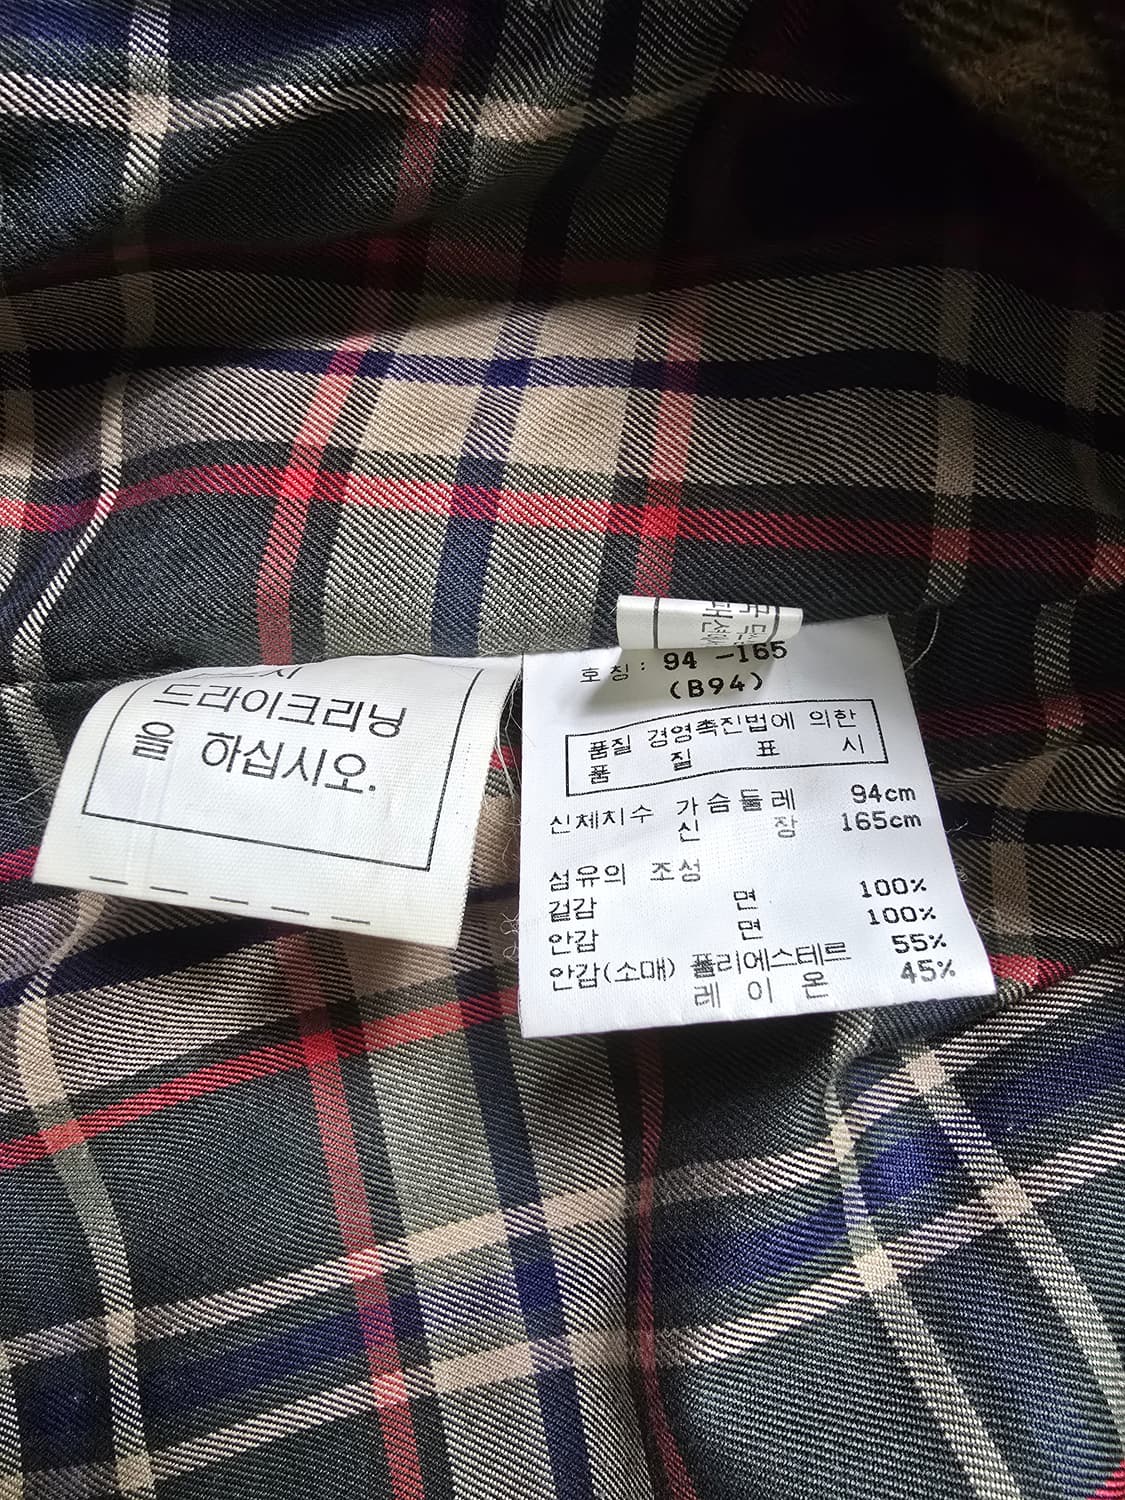 드라이크리닝
을 하십시오.
호칭: 94 -165
(B94)
품질 경영촉진법에 의한
품 질 표 시
신체치수 가슴둘레 94cm
신 장 165cm
섬유의 조성
겉감 면 100%
안감 면 100%
안감(소매) 폴리에스테르 55%
레 이 온 45%